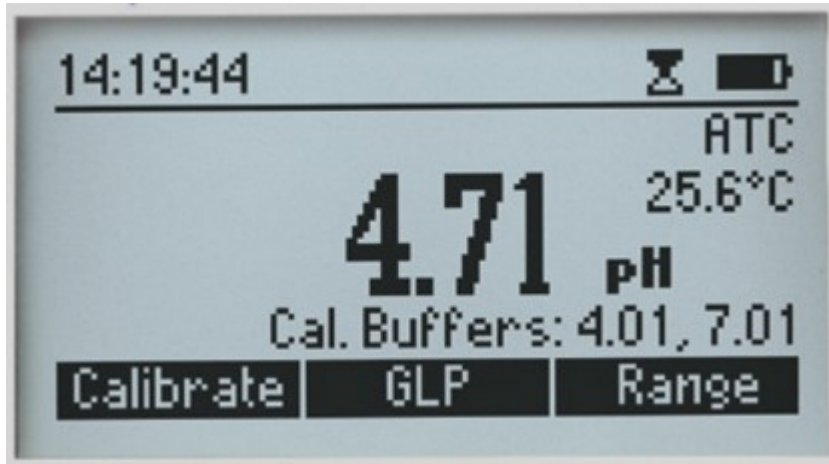 14:19:44
ATC
25.6°C
4.71 pH
Cal. Buffers: 4.01, 7.01
Calibrate GLP Range